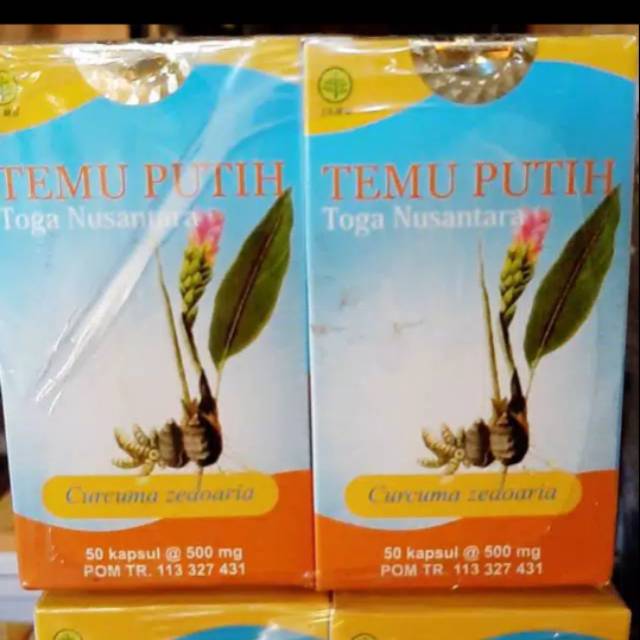 TEMU PUTIH
Toga Nusantara
Curcuma zedoaria
50 kapsul @ 500 mg
POM TR. 113 327 431
TEMU PUTIH
Toga Nusantara
Curcuma zedoaria
50 kapsul @ 500 mg
POM TR. 113 327 431